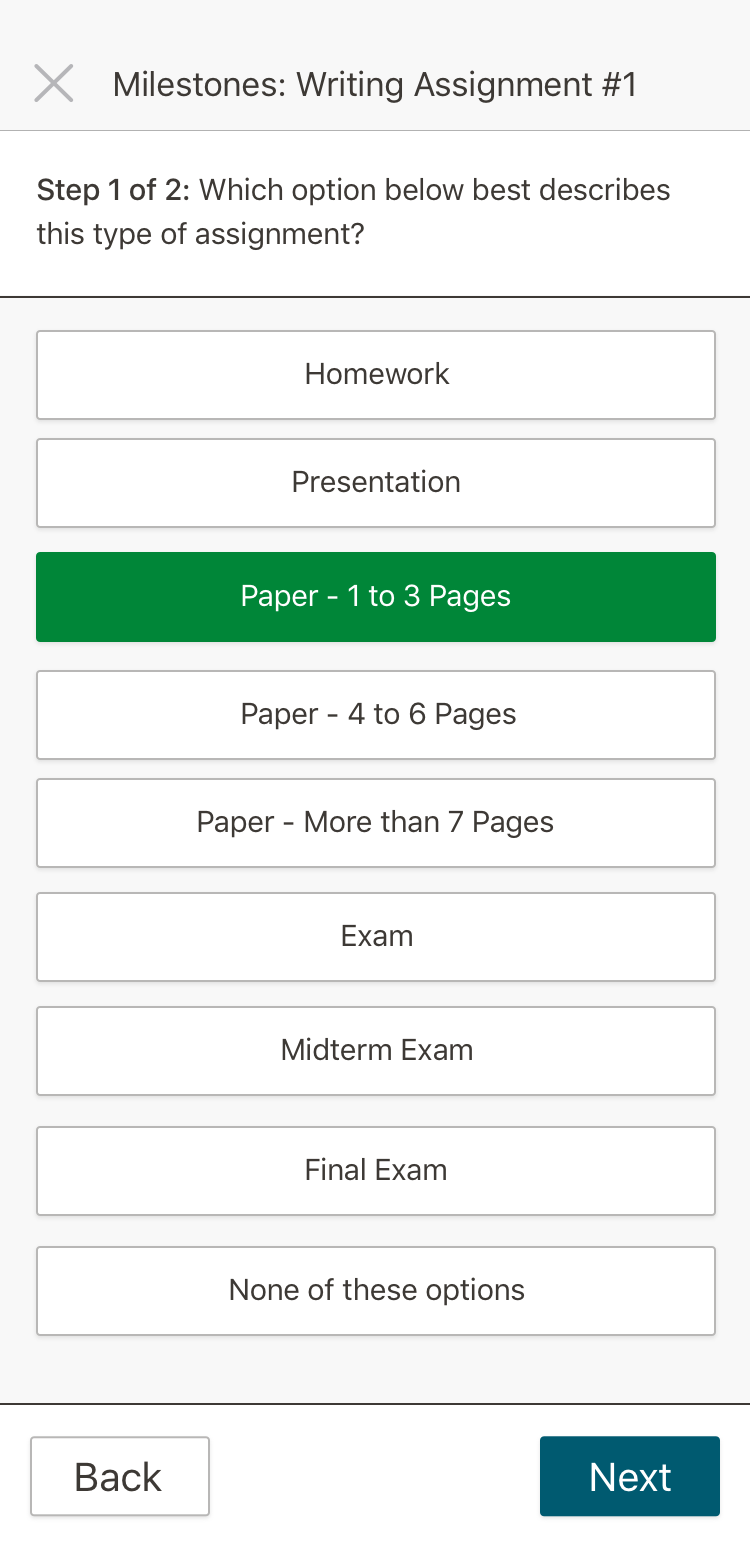 Milestones: Writing Assignment #1
Step 1 of 2: Which option below best describes
this type of assignment?
Homework
Presentation
Paper - 1 to 3 Pages
Paper - 4 to 6 Pages
Paper - More than 7 Pages
Exam
Midterm Exam
Final Exam
None of these options
Back
Next